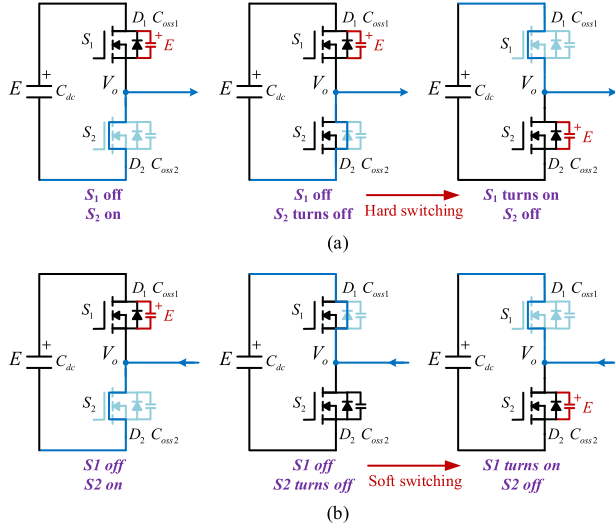 D1 Coss1
S1
+
E
+
E
Cdc
Vo
S2
D2 Coss2
S1 off
S2 on
D1 Coss1
S1
+
E
+
E
Cdc
Vo
S2
D2 Coss2
S1 off
S2 turns off
Hard switching
D1 Coss1
S1
+
E
Cdc
Vo
S2
+
E
D2 Coss2
S1 turns on
S2 off
(a)
D1 Coss1
S1
+
E
+
E
Cdc
Vo
S2
D2 Coss2
S1 off
S2 on
D1 Coss1
S1
+
E
Cdc
Vo
S2
D2 Coss2
S1 off
S2 turns off
Soft switching
D1 Coss1
S1
+
E
Cdc
Vo
S2
+
E
D2 Coss2
S1 turns on
S2 off
(b)